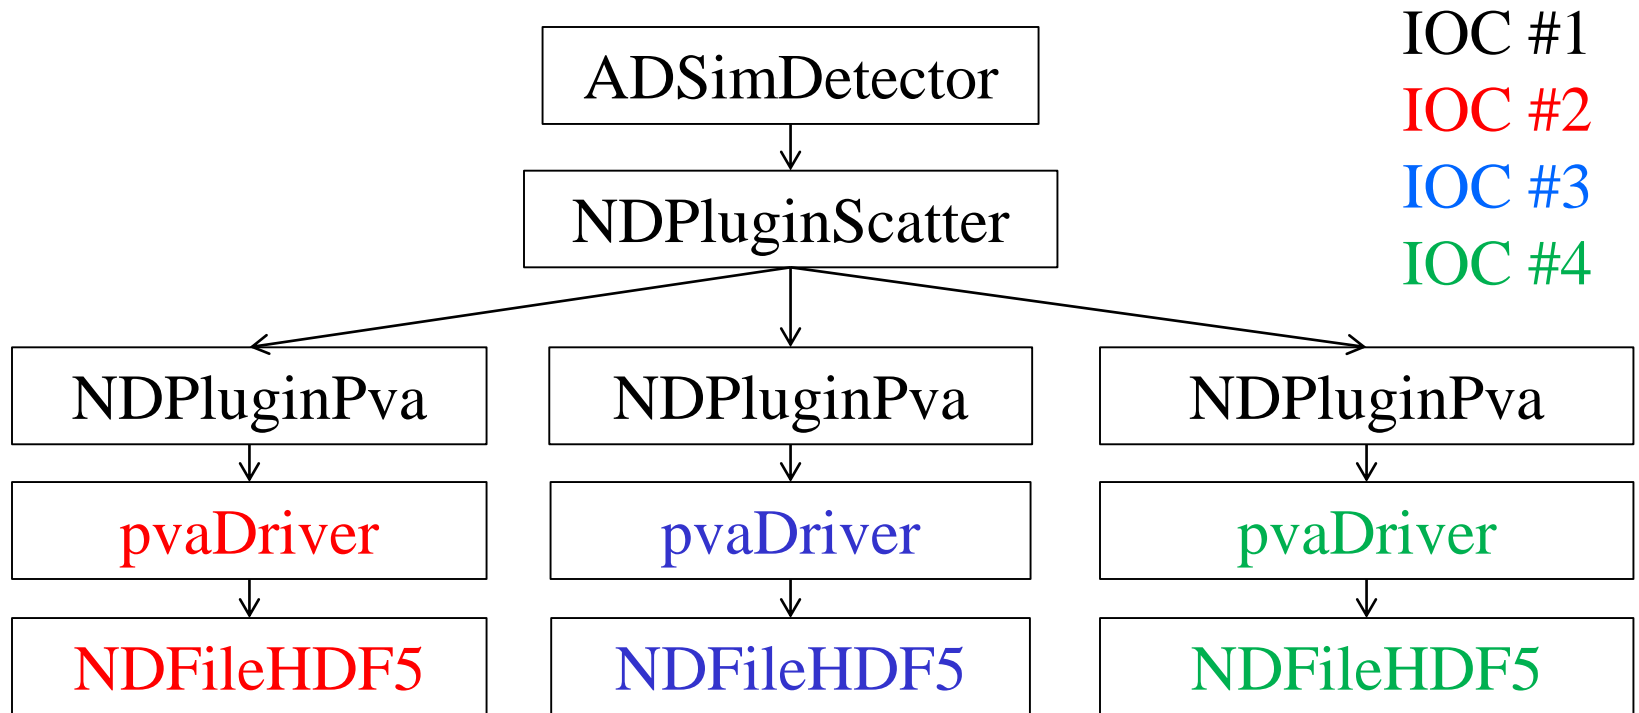 ADSimDetector
IOC #1
IOC #2
IOC #3
IOC #4
NDPluginScatter
NDPluginPva
NDPluginPva
NDPluginPva
pvaDriver
pvaDriver
pvaDriver
NDFileHDF5
NDFileHDF5
NDFileHDF5